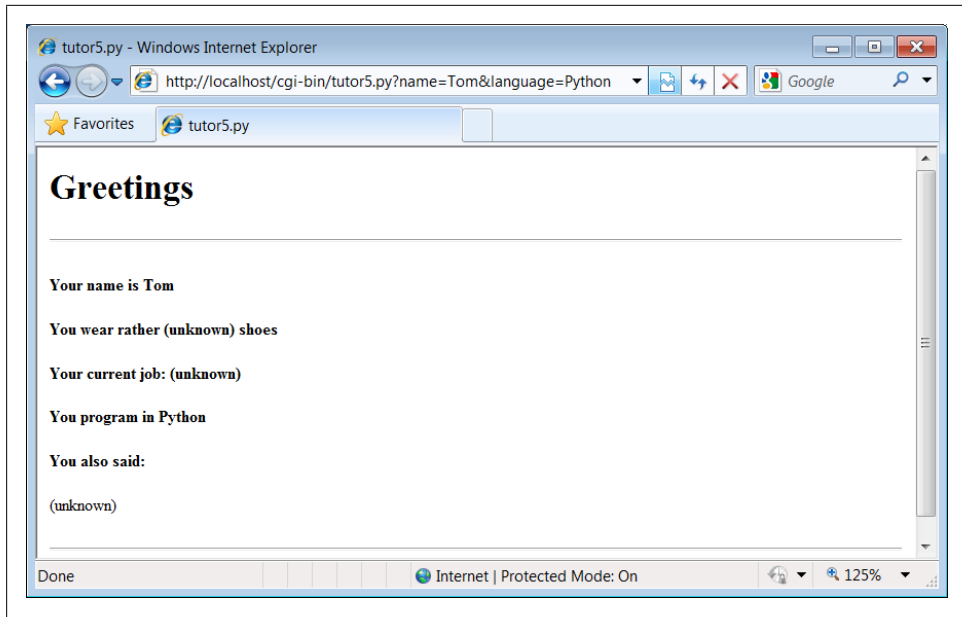 tutor5.py - Windows Internet Explorer
http://localhost/cgi-bin/tutor5.py?name=Tom&language=Python
Google
Favorites
tutor5.py
Greetings
Your name is Tom
You wear rather (unknown) shoes
Your current job: (unknown)
You program in Python
You also said:
(unknown)
Done
Internet | Protected Mode: On
125%